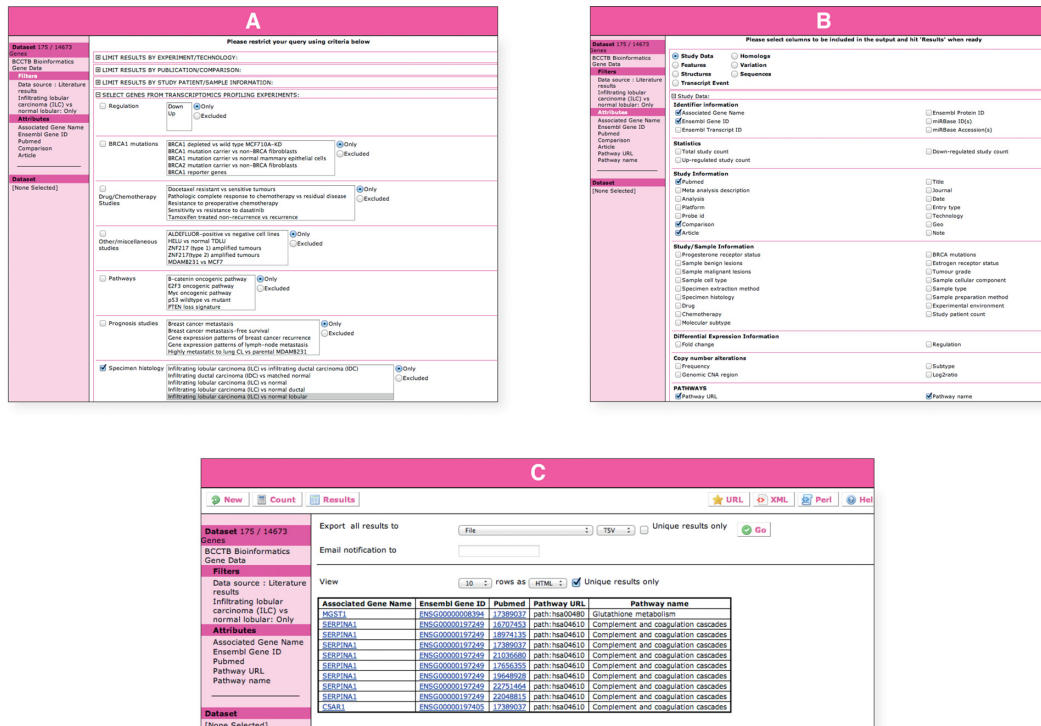 A
Dataset 175 / 14673
Genes
BCCTB Bioinformatics
Gene Data
Filters
Data source : Literature
results
Infiltrating lobular
carcinoma (ILC) vs
normal lobular: Only
Attributes
Associated Gene Name
Ensembl Gene ID
Pubmed
Comparison
Article
Dataset
[None Selected]
Please restrict your query using criteria below
LIMIT RESULTS BY EXPERIMENT/TECHNOLOGY:
LIMIT RESULTS BY PUBLICATION/COMPARISON:
LIMIT RESULTS BY STUDY PATIENT/SAMPLE INFORMATION:
SELECT GENES FROM TRANSCRIPTOMICS PROFILING EXPERIMENTS:
Regulation
Down
Up
Only
Excluded
BRCA1 mutations
BRCA1 depleted vs wild type MCF710A-KD
BRCA1 mutation carrier vs non-BRCA fibroblasts
BRCA1 mutation carrier vs normal mammary epithelial cells
BRCA2 mutation carrier vs non-BRCA fibroblasts
BRCA1 reporter genes
Only
Excluded
Drug/Chemotherapy
Studies
Docetaxel resistant vs sensitive tumours
Pathologic complete response to chemotherapy vs residual disease
Resistance to preoperative chemotherapy
Sensitivity vs resistance to dasatinib
Tamoxifen treated non-recurrence vs recurrence
Only
Excluded
Other/miscellaneous
studies
ALDEFLUOR-positive vs negative cell lines
HELU vs normal TDLU
ZNF217 (type 1) amplified tumours
ZNF217(type 2) amplified tumours
MDAMB231 vs MCF7
Only
Excluded
Pathways
B-catenin oncogenic pathway
E2F3 oncogenic pathway
Myc oncogenic pathway
p53 wildtype vs mutant
PTEN loss signature
Only
Excluded
Prognosis studies
Breast cancer metastasis
Breast cancer metastasis-free survival
Gene expression patterns of breast cancer recurrence
Gene expression patterns of lymph-node metastasis
Highly metastatic to lung CL vs parental MDAMB231
Only
Excluded
Specimen histology
Infiltrating lobular carcinoma (ILC) vs infiltrating ductal carcinoma (IDC)
Infiltrating ductal carcinoma (IDC) vs matched normal
Infiltrating lobular carcinoma (ILC) vs normal
Infiltrating lobular carcinoma (ILC) vs normal ductal
Infiltrating lobular carcinoma (ILC) vs normal lobular
Only
Excluded
B
Dataset 175 / 14673
Genes
BCCTB Bioinformatics
Gene Data
Filters
Data source : Literature
results
Infiltrating lobular
carcinoma (ILC) vs
normal lobular: Only
Attributes
Associated Gene Name
Ensembl Gene ID
Pubmed
Comparison
Article
Pathway URL
Pathway name
Dataset
[None Selected]
Please select columns to be included in the output and hit 'Results' when ready
Study Data Homologs
Features Variation
Structures Sequences
Transcript Event
Study Data:
Identifier information
Associated Gene Name Ensembl Protein ID
Ensembl Gene ID miRBase ID(s)
Ensembl Transcript ID miRBase Accession(s)
Statistics
Total study count Down-regulated study count
Up-regulated study count
Study Information
Pubmed Title
Meta analysis description Journal
Analysis Date
Platform Entry type
Probe id Technology
Comparison Geo
Article Note
Study/Sample Information
Progesterone receptor status BRCA mutations
Sample benign lesions Estrogen receptor status
Sample malignant lesions Tumour grade
Sample cell type Sample cellular component
Specimen extraction method Sample type
Specimen histology Sample preparation method
Drug Experimental environment
Chemotherapy Study patient count
Molecular subtype
Differential Expression Information
Fold change Regulation
Copy number alterations
Frequency Subtype
Genomic CNA region Log2ratio
PATHWAYS
Pathway URL Pathway name
C
New Count Results URL XML Perl Hel
Dataset 175 / 14673
Genes
BCCTB Bioinformatics
Gene Data
Filters
Data source : Literature
results
Infiltrating lobular
carcinoma (ILC) vs
normal lobular: Only
Attributes
Associated Gene Name
Ensembl Gene ID
Pubmed
Pathway URL
Pathway name
Dataset
[None Selected]
Export all results to File TSV Unique results only Go
Email notification to
View 10 rows as HTML Unique results only
Associated Gene Name Ensembl Gene ID Pubmed Pathway URL Pathway name
MGST1 ENSG00000008394 17389037 path:hsa00480 Glutathione metabolism
SERPINA1 ENSG00000197249 16707453 path:hsa04610 Complement and coagulation cascades
SERPINA1 ENSG00000197249 18974135 path:hsa04610 Complement and coagulation cascades
SERPINA1 ENSG00000197249 17389037 path:hsa04610 Complement and coagulation cascades
SERPINA1 ENSG00000197249 21036680 path:hsa04610 Complement and coagulation cascades
SERPINA1 ENSG00000197249 17656355 path:hsa04610 Complement and coagulation cascades
SERPINA1 ENSG00000197249 19648928 path:hsa04610 Complement and coagulation cascades
SERPINA1 ENSG00000197249 22751464 path:hsa04610 Complement and coagulation cascades
SERPINA1 ENSG00000197249 22048815 path:hsa04610 Complement and coagulation cascades
C5AR1 ENSG00000197405 17389037 path:hsa04610 Complement and coagulation cascades